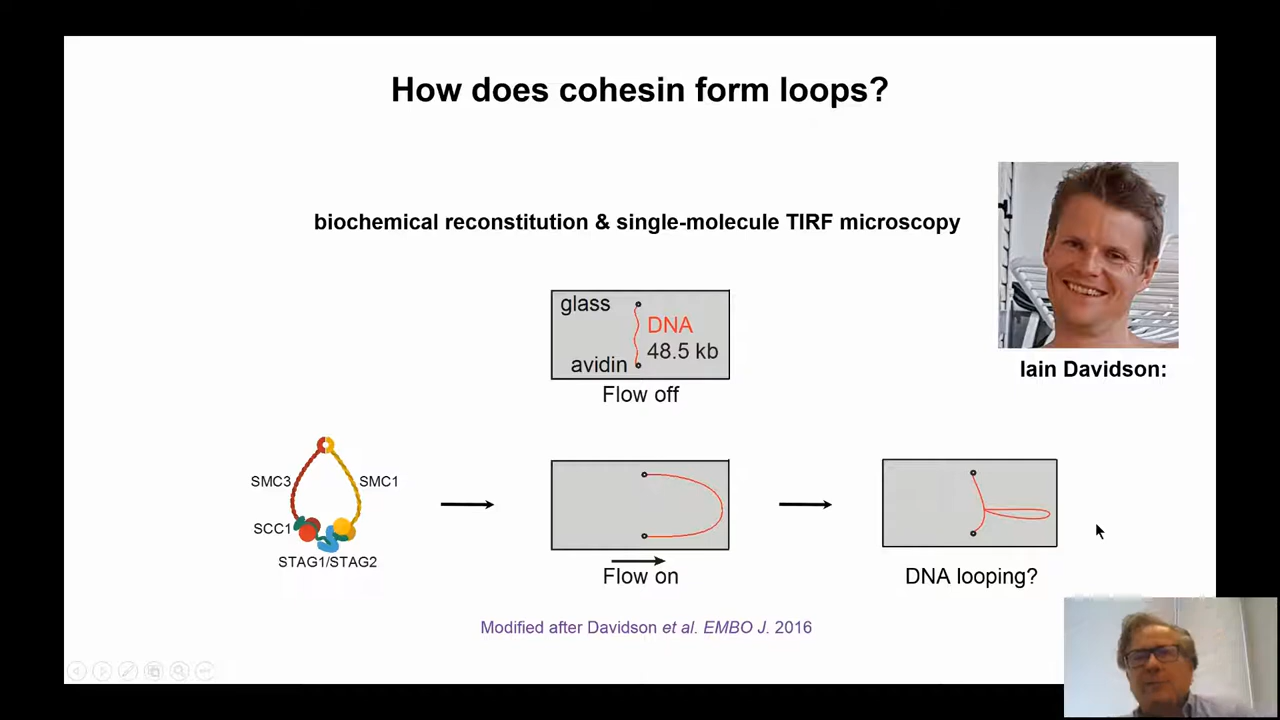 How does cohesin form loops?
biochemical reconstitution & single-molecule TIRF microscopy
glass
DNA
48.5 kb
avidin
Flow off
Iain Davidson:
SMC3
SMC1
SCC1
STAG1/STAG2
Flow on
DNA looping?
Modified after Davidson et al. EMBO J. 2016